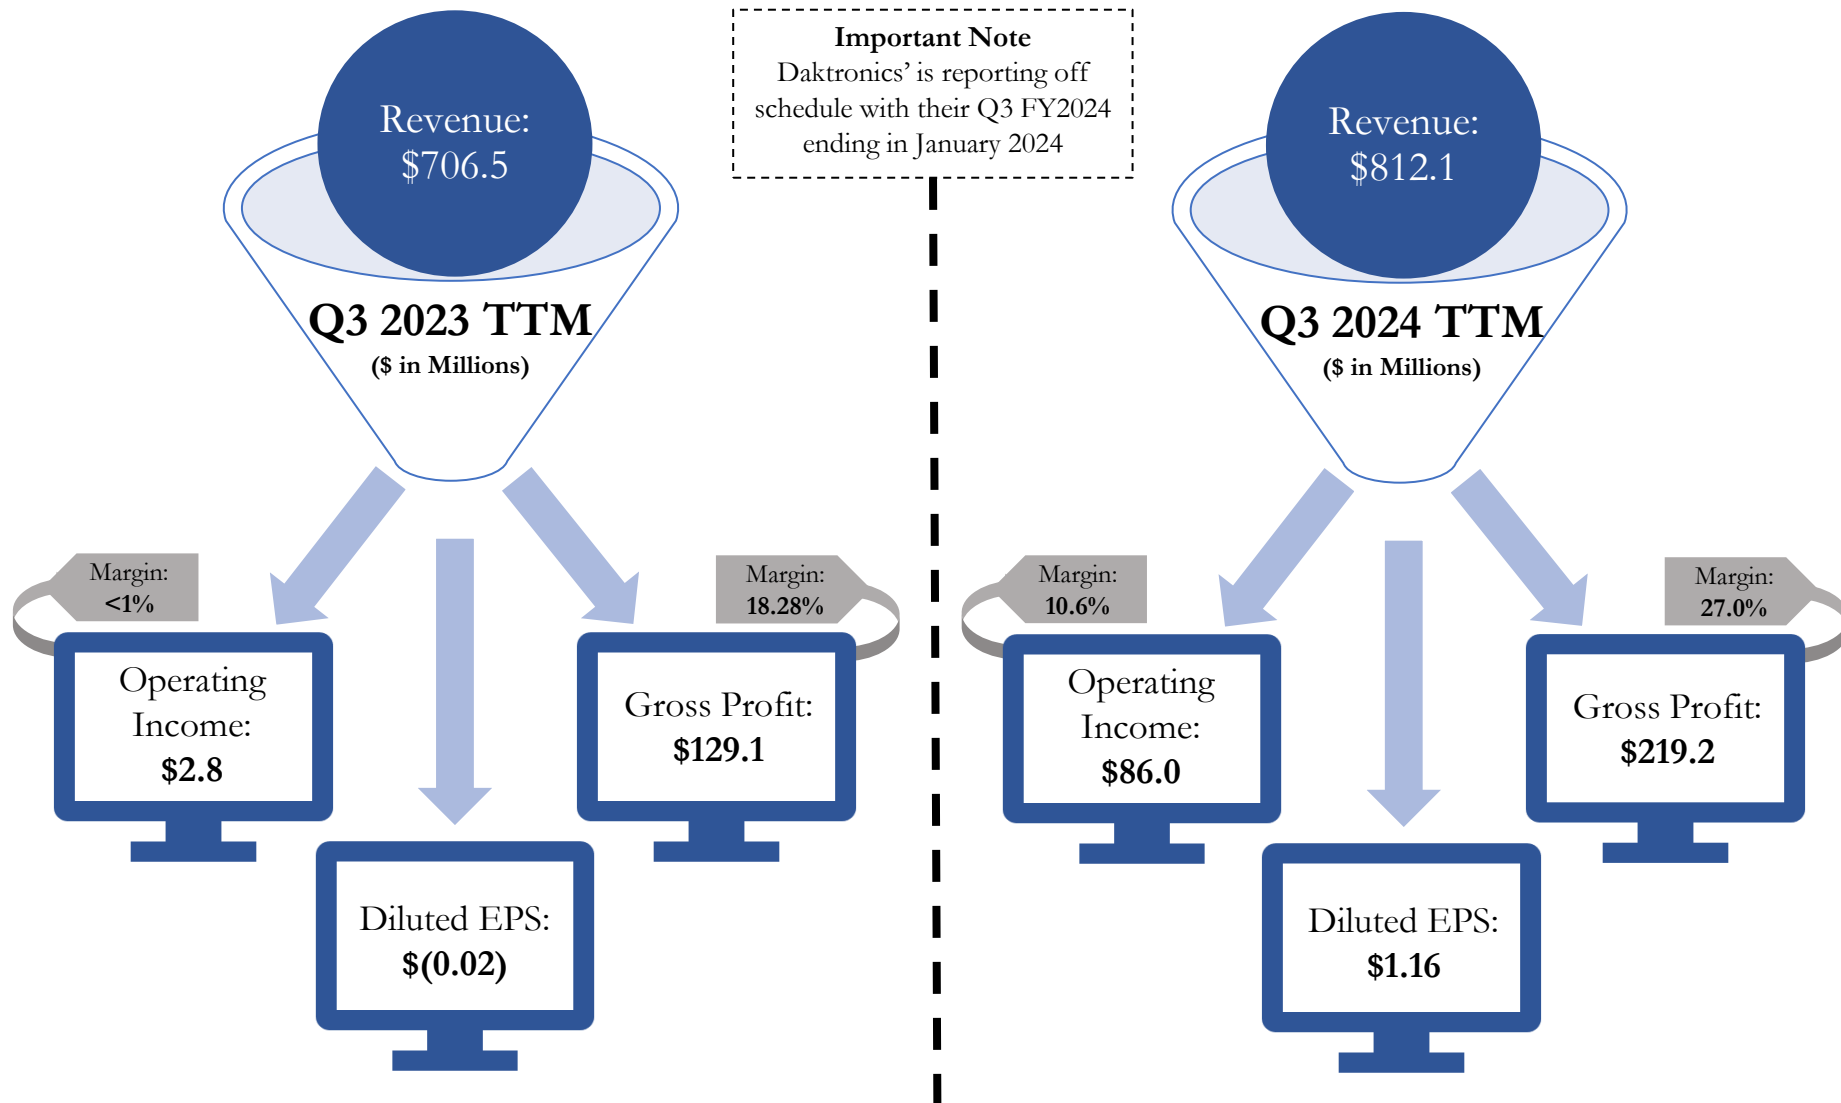 Important Note
Daktronics' is reporting off
schedule with their Q3 FY2024
ending in January 2024
Revenue:
$706.5
Q3 2023 TTM
($ in Millions)
Margin:
<1%
Operating
Income:
$2.8
Margin:
18.28%
Gross Profit:
$129.1
Diluted EPS:
$(0.02)
Revenue:
$812.1
Q3 2024 TTM
($ in Millions)
Margin:
10.6%
Operating
Income:
$86.0
Margin:
27.0%
Gross Profit:
$219.2
Diluted EPS:
$1.16